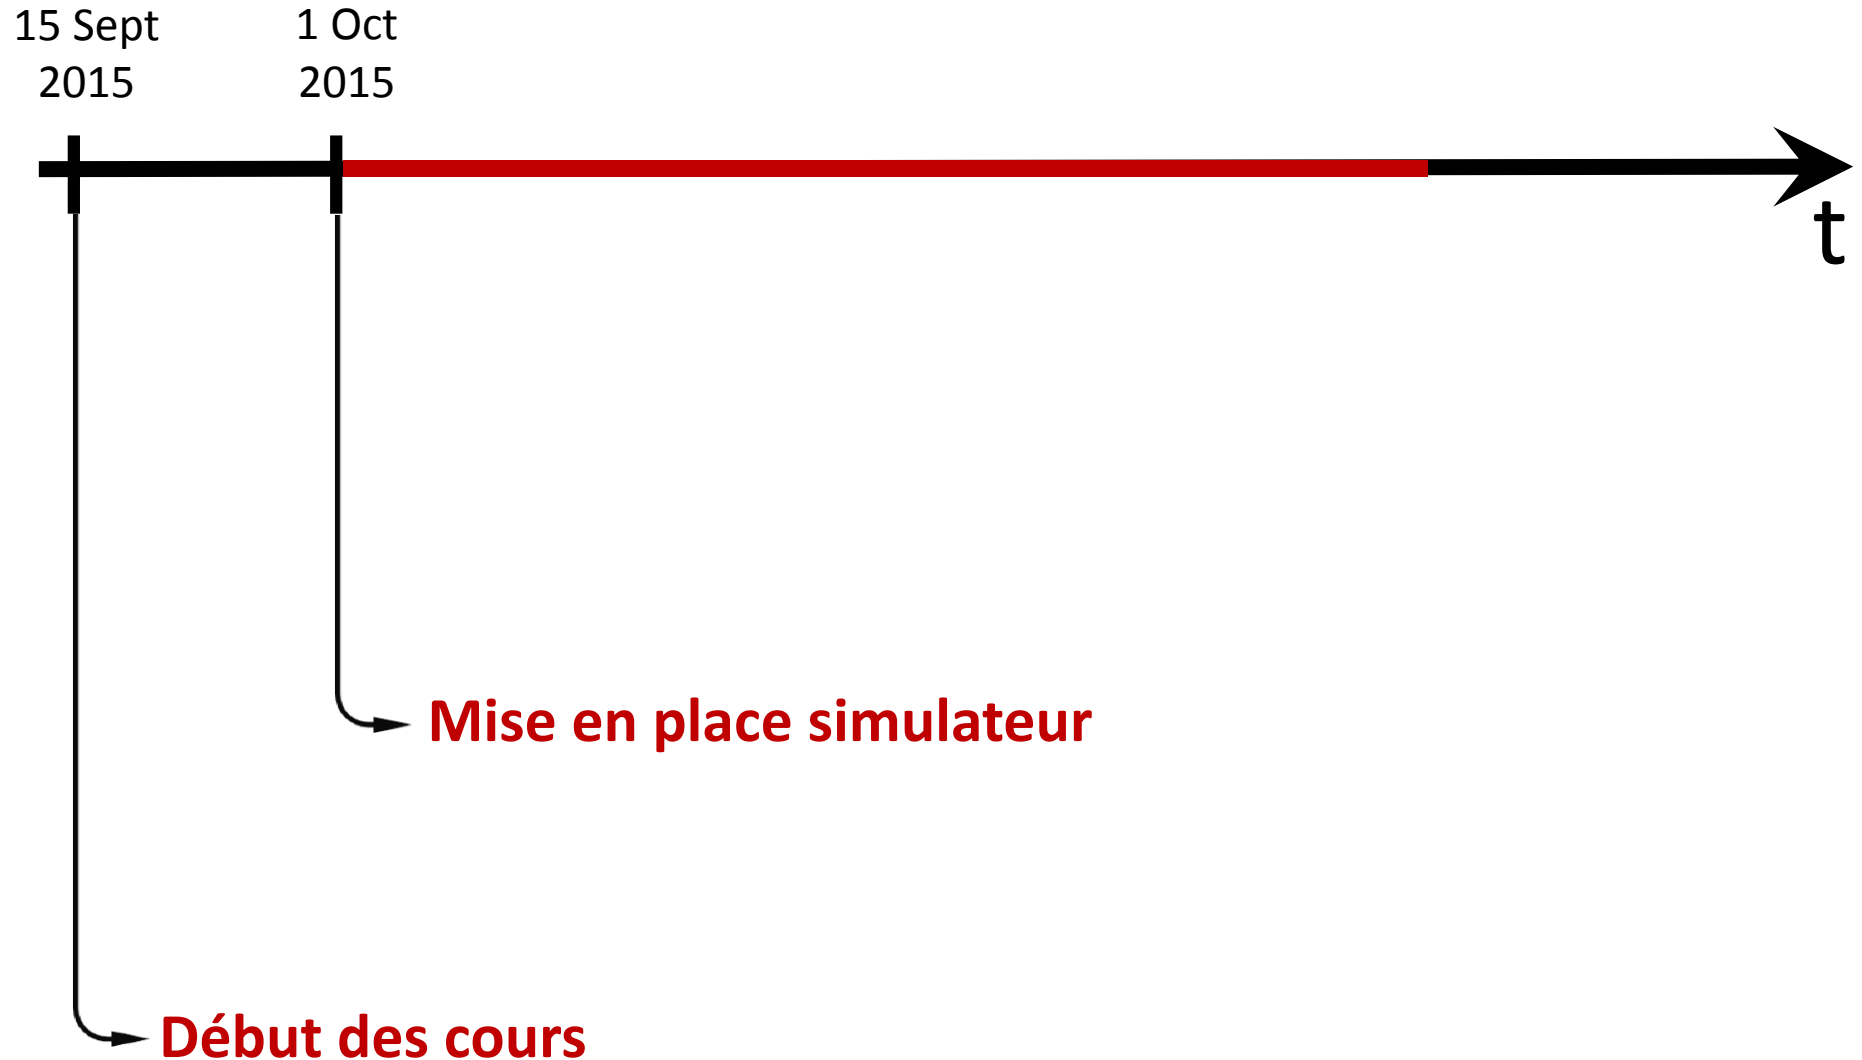 15 Sept
2015
1 Oct
2015
t
Mise en place simulateur
Début des cours